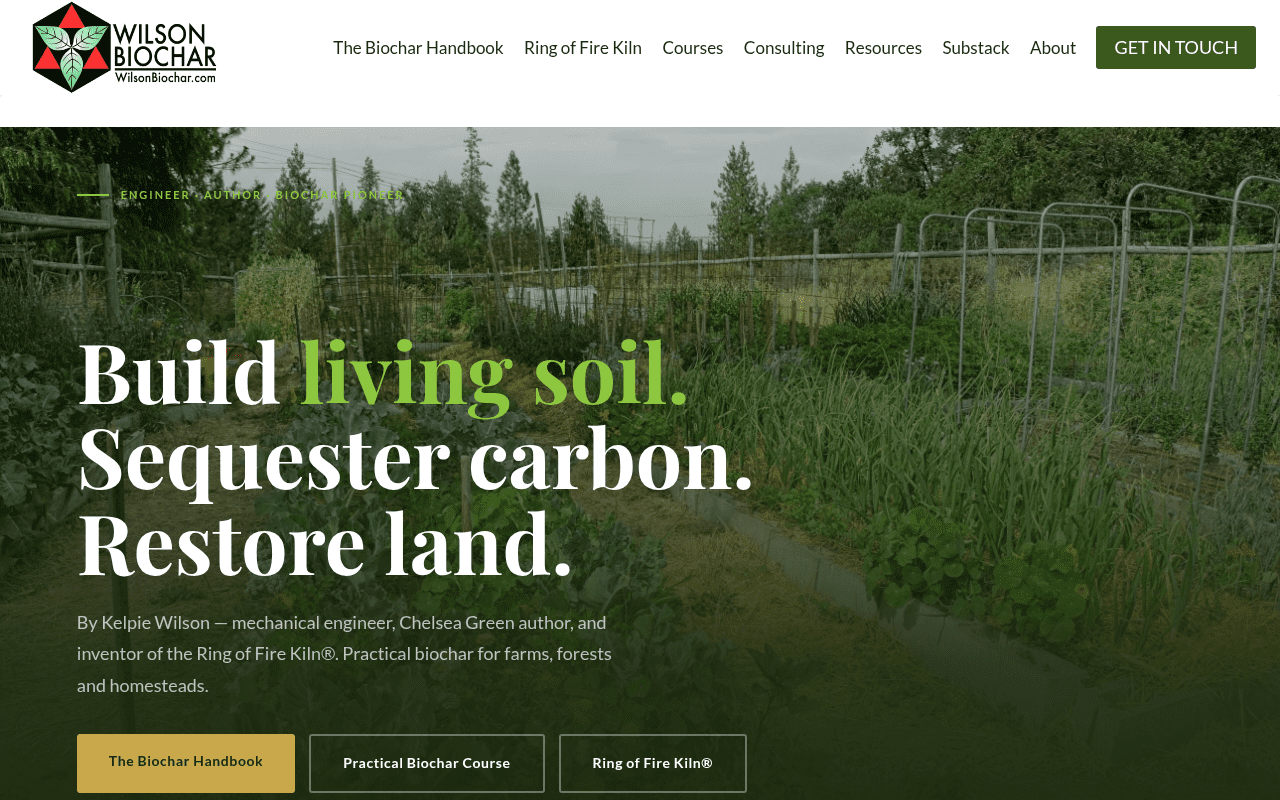 WILSON
BIOCHAR
WilsonBiochar.com
The Biochar Handbook Ring of Fire Kiln Courses Consulting Resources Substack About GET IN TOUCH
ENGINEER · AUTHOR · BIOCHAR PIONEER
Build living soil.
Sequester carbon.
Restore land.
By Kelpie Wilson — mechanical engineer, Chelsea Green author, and
inventor of the Ring of Fire Kiln®. Practical biochar for farms, forests
and homesteads.
The Biochar Handbook Practical Biochar Course Ring of Fire Kiln®